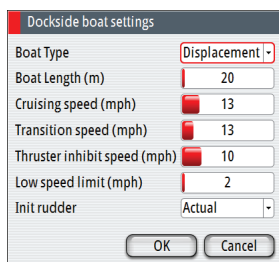 Dockside boat settings
Boat Type Displacement
Boat Length (m) 20
Cruising speed (mph) 13
Transition speed (mph) 13
Thruster inhibit speed (mph) 10
Low speed limit (mph) 2
Init rudder Actual
OK Cancel